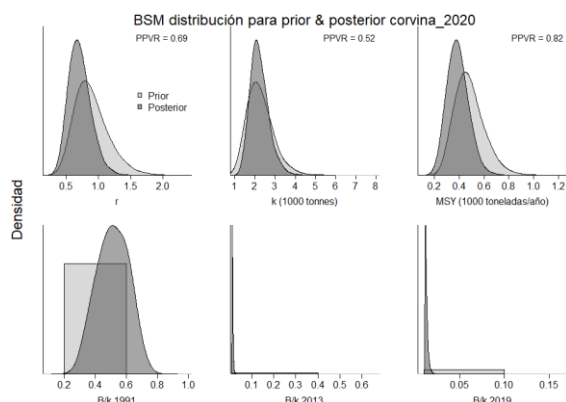 BSM distribución para prior & posterior corvina_2020
PPVR = 0.69
PPVR = 0.52
PPVR = 0.82
Prior
Posterior
0.5 1.0 1.5 2.0
r
1 2 3 4 5 6 7 8
k (1000 tonnes)
0.2 0.4 0.6 0.8 1.0 1.2
MSY (1000 toneladas/año)
Densidad
0.2 0.4 0.6 0.8 1.0
B/k 1991
0.1 0.2 0.3 0.4 0.5 0.6
B/k 2013
0.05 0.10 0.15
B/k 2019